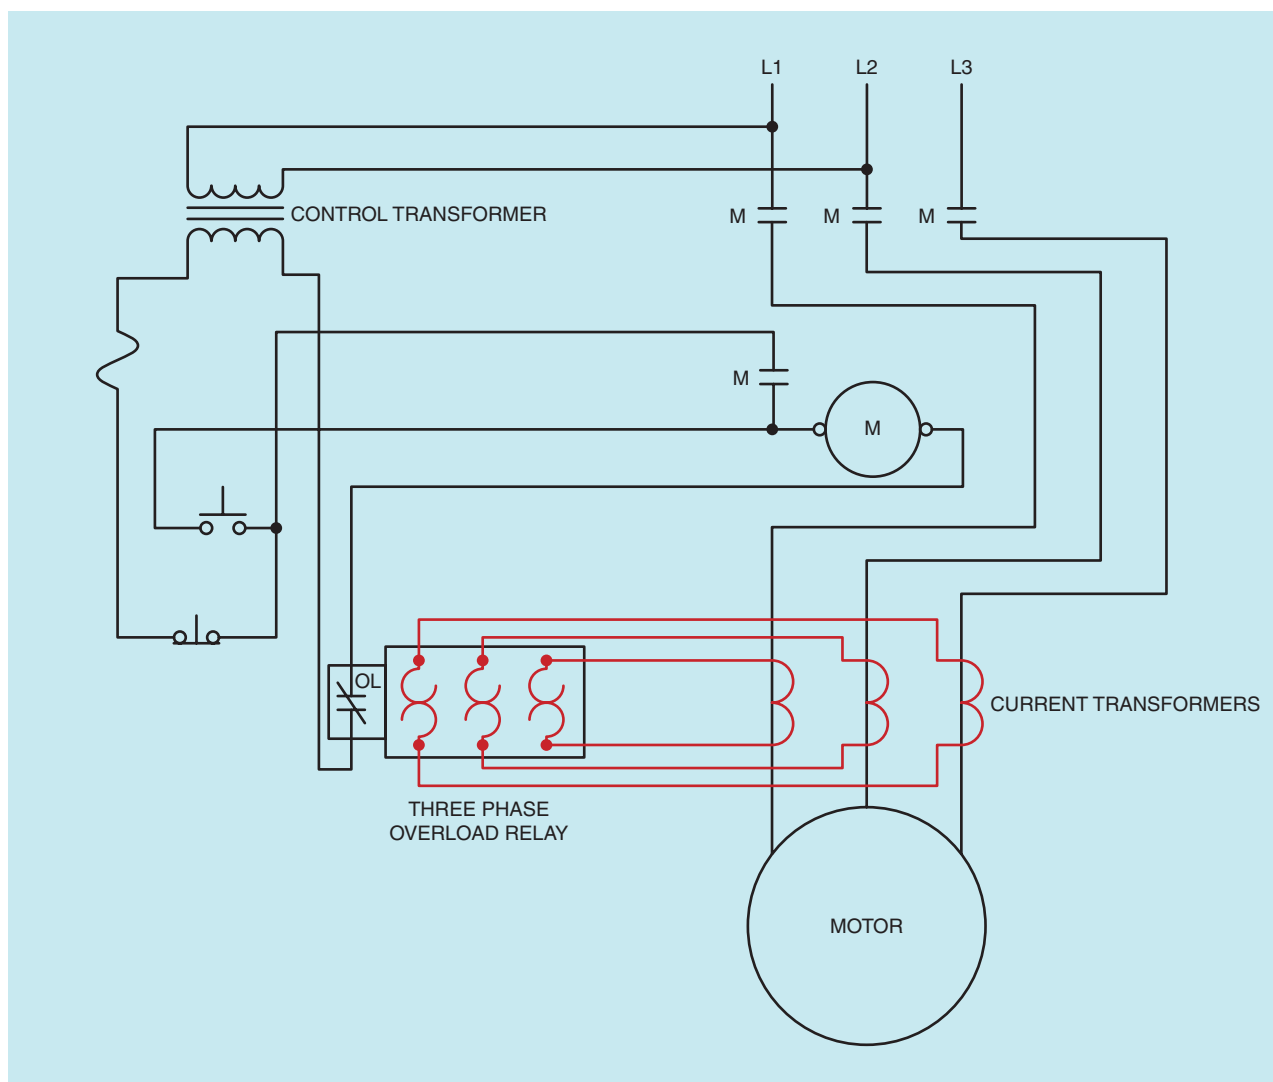 L1 L2 L3
CONTROL TRANSFORMER
M M M
M
M
OL
CURRENT TRANSFORMERS
THREE PHASE
OVERLOAD RELAY
MOTOR